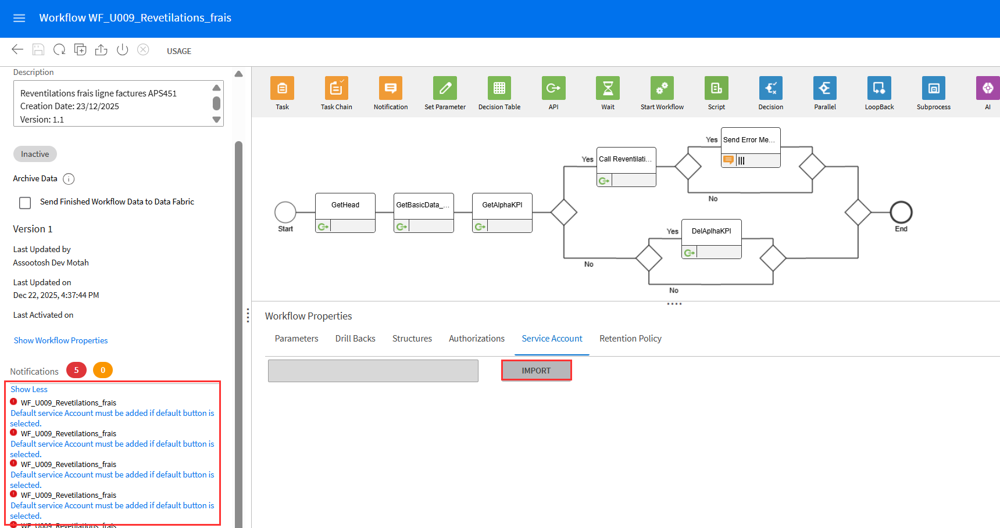 Workflow WF_U009_Revetilations_frais
USAGE
Description
Reventilations frais ligne factures APS451
Creation Date: 23/12/2025
Version: 1.1
Inactive
Archive Data
Send Finished Workflow Data to Data Fabric
Version 1
Last Updated by
Assootosh Dev Motah
Last Updated on
Dec 22, 2025, 4:37:44 PM
Last Activated on
Show Workflow Properties
Notifications 5 0
Show Less
WF_U009_Revetilations_frais
Default service Account must be added if default button is
selected.
WF_U009_Revetilations_frais
Default service Account must be added if default button is
selected.
WF_U009_Revetilations_frais
Default service Account must be added if default button is
selected.
WF_U009_Revetilations_frais
Default service Account must be added if default button is
selected.
WF_U009_Revetilations_frais
Task Task Chain Notification Set Parameter Decision Table API Wait Start Workflow Script Decision Parallel LoopBack Subprocess AI
Yes Send Error Me...
Yes Call Reventilati...
No
Start GetHead GetBasicData_... GetAlphaKPI
End
Yes DelAplhaKPI
No
No
Workflow Properties
Parameters Drill Backs Structures Authorizations Service Account Retention Policy
IMPORT